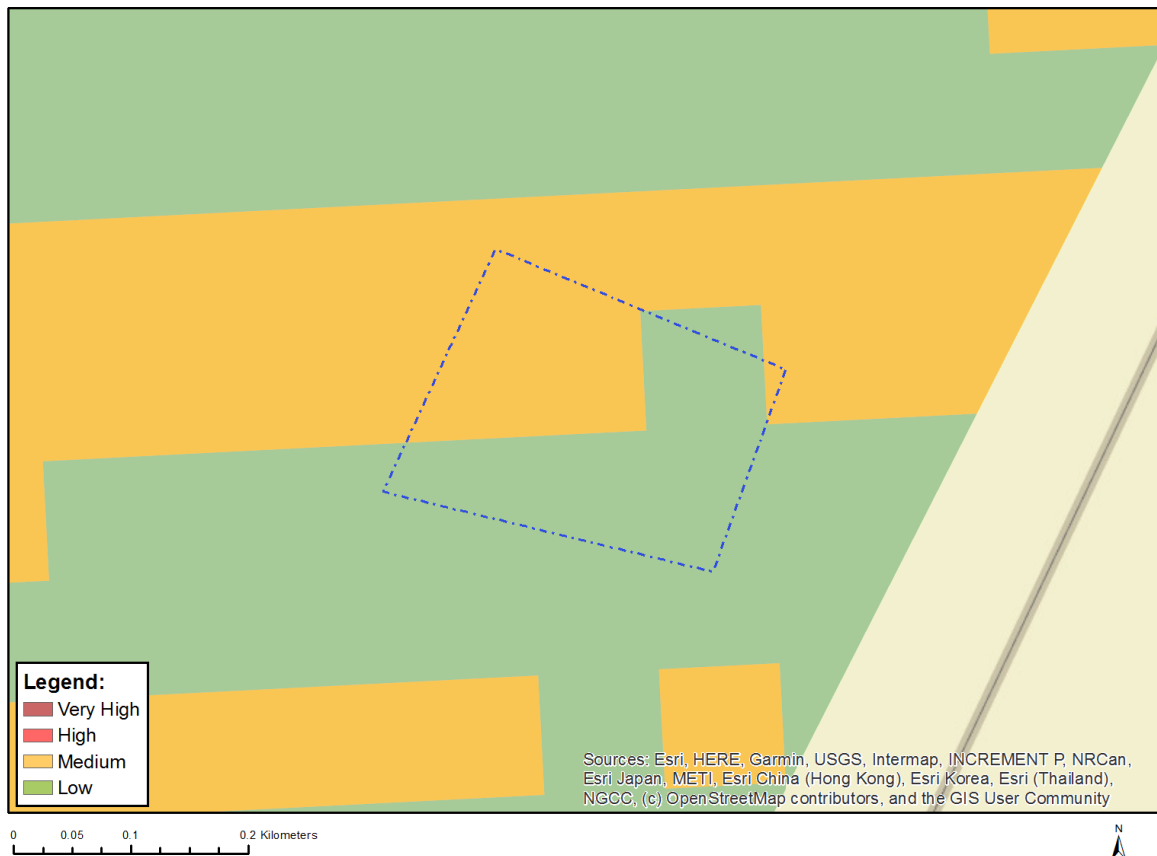 Legend:
Very High
High
Medium
Low
Sources: Esri, HERE, Garmin, USGS, Intermap, INCREMENT P, NRCan,
Esri Japan, METI, Esri China (Hong Kong), Esri Korea, Esri (Thailand),
NGCC, (c) OpenStreetMap contributors, and the GIS User Community
0 0.05 0.1 0.2 Kilometers
N